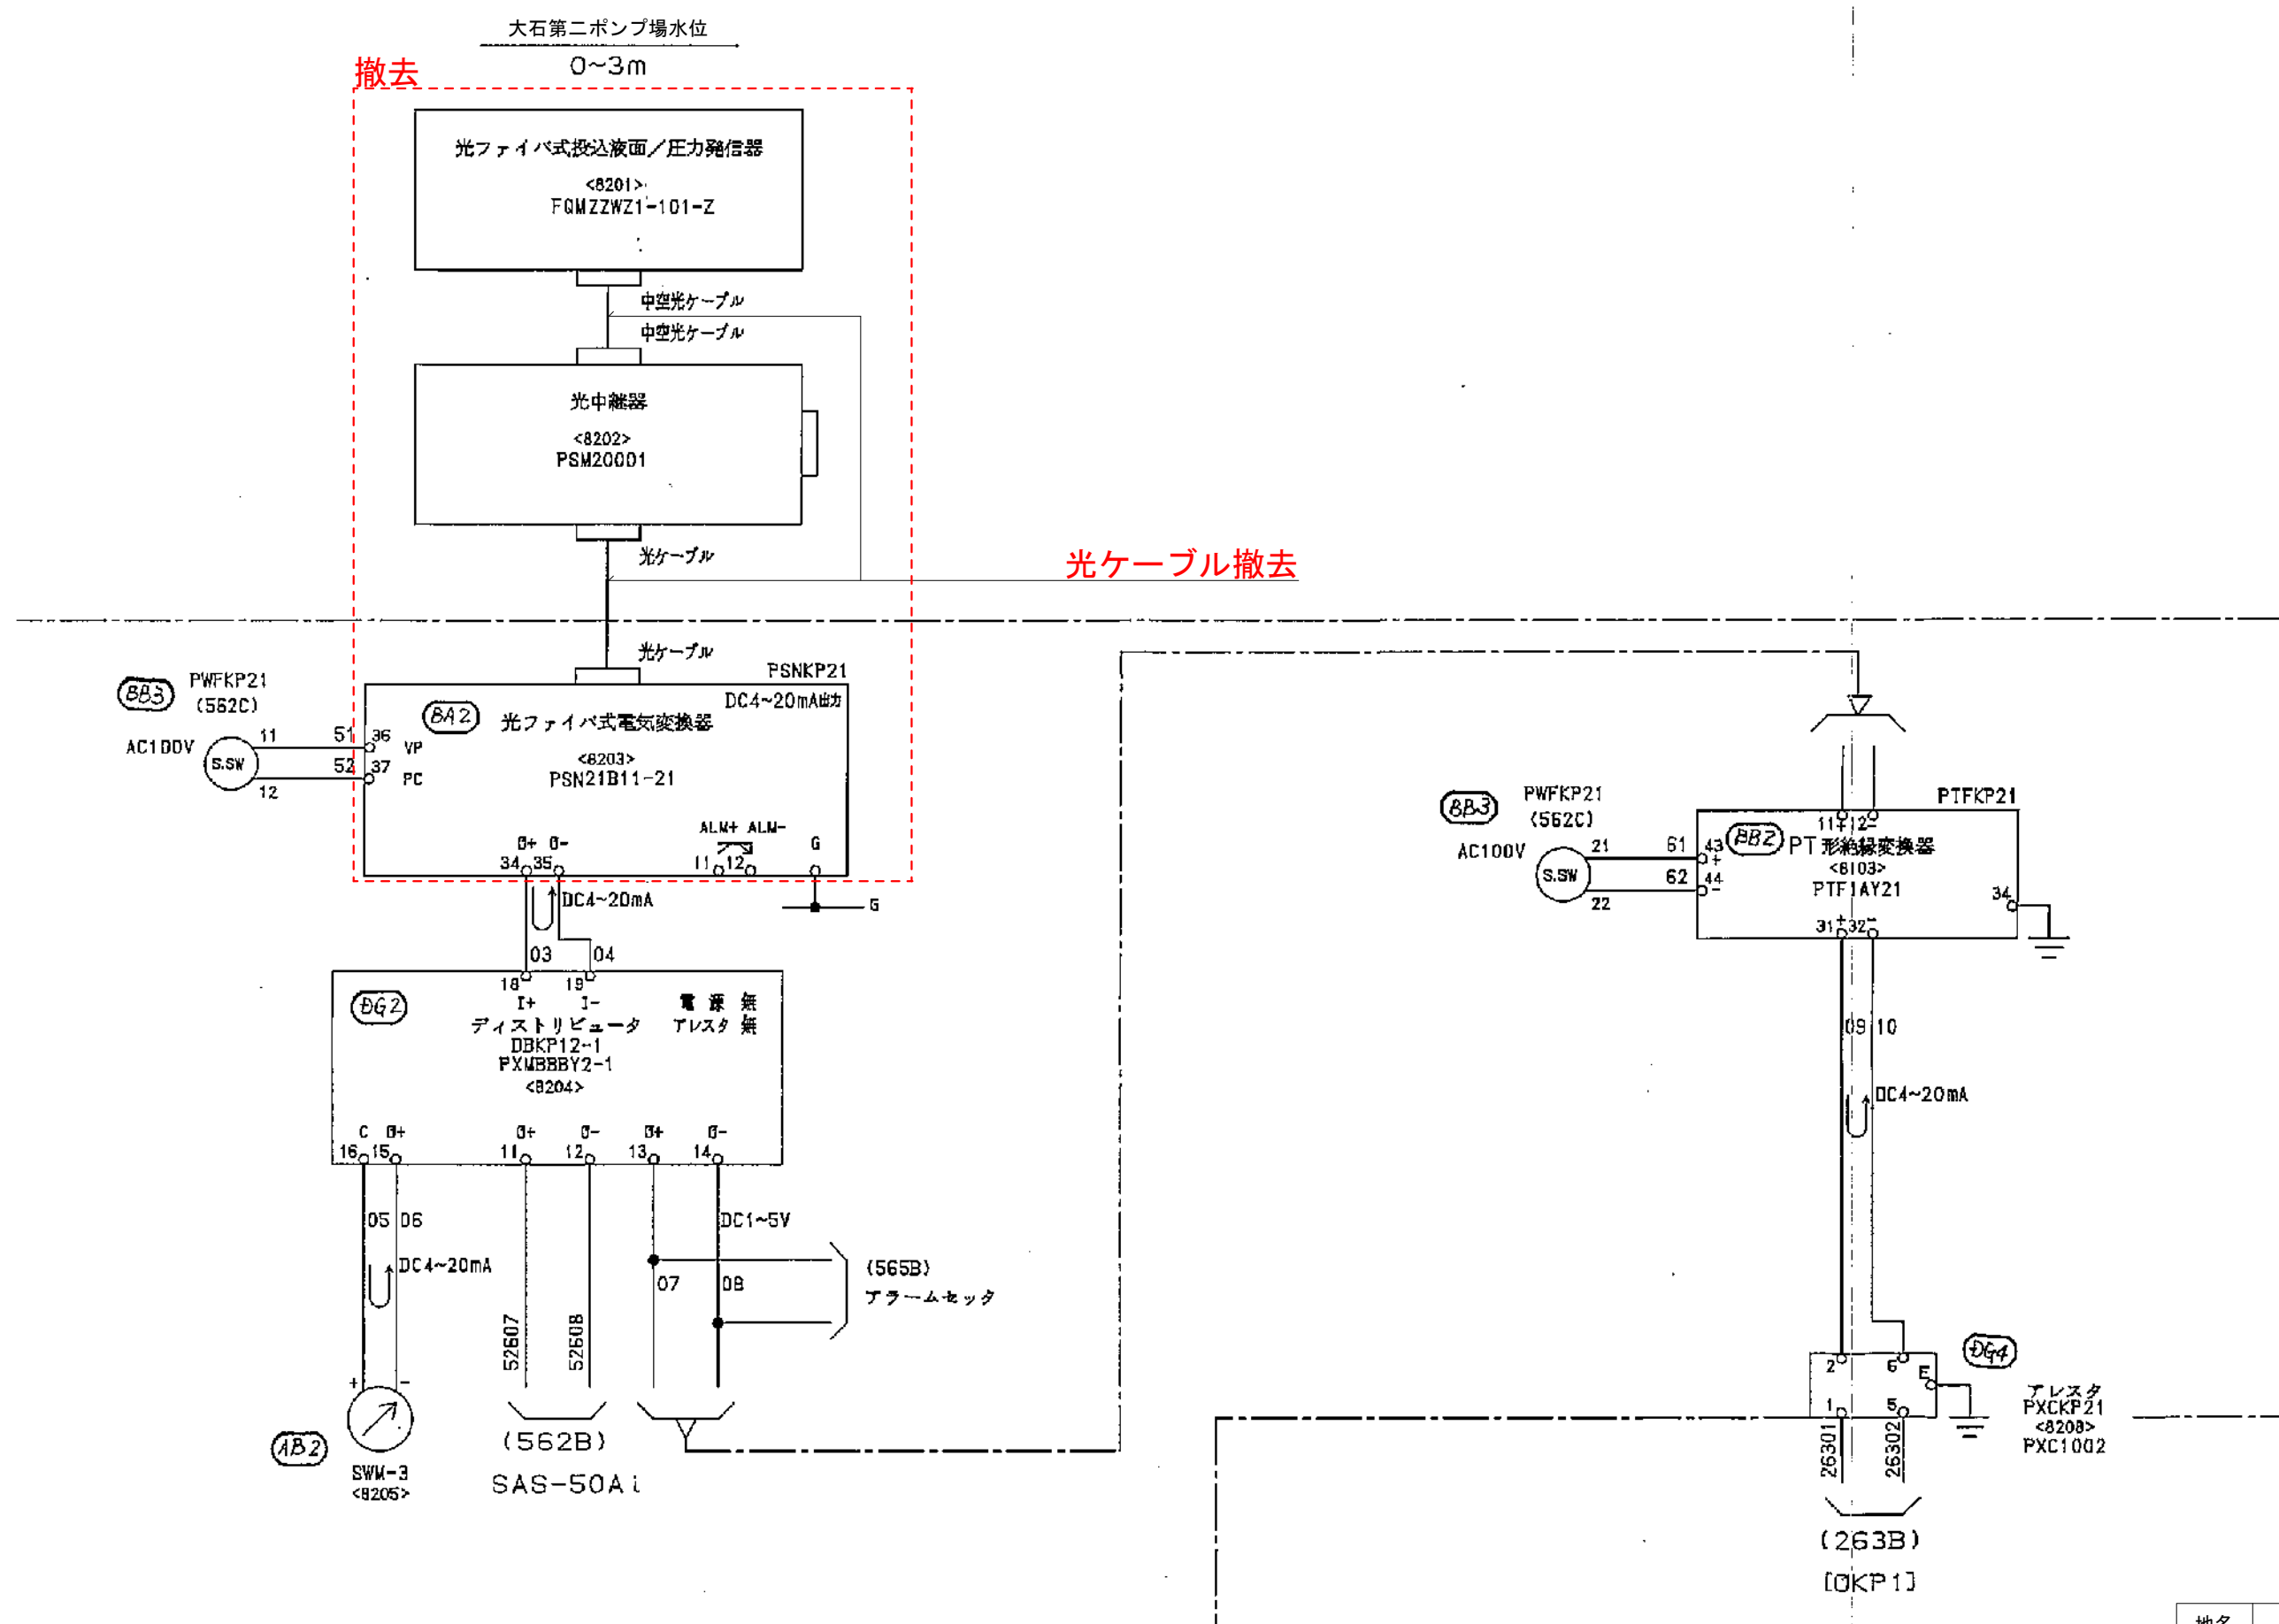 大石第二ポンプ場水位
0~3m
撤去
光ファイバ式投込液面/圧力発信器
<8201>
FQMZZWZ1-101-Z
中空光ケーブル
中空光ケーブル
光中継器
<8202>
PSM20001
光ケーブル
光ケーブル撤去
光ケーブル
PSNKP21
BB3
PWFKP21
(562C)
AC100V
S.SW
11
12
51
52
36
37
VP
PC
BA2
DC4~20mA出力
光ファイバ式電気変換器
<8203>
PSN21B11-21
O+ O-
34 35
ALM+ ALM-
11 12
G
G
DC4~20mA
03
04
18
19
I+
I-
DG2
電源 無
アレスタ 無
ディストリビュータ
DBKP12-1
PXMBBBY2-1
<8204>
C O+
O+ O-
O+ O-
16 15
11
12
13
14
05 06
DC4~20mA
52607
52608
07
08
DC1~5V
(565B)
アラームセッタ
+ -
AB2
SWM-3
<8205>
(562B)
SAS-50Ai
BB3
PWFKP21
(562C)
AC100V
S.SW
21
22
61
62
43
+
44
-
PTFKP21
11+ 12-
BB2
PT形絶縁変換器
<8103>
PTF1AY21
34
31+ 32-
09 10
DC4~20mA
2
6
E
1
5
DG4
アレスタ
PXCKP21
<8208>
PXC1002
26301
26302
(263B)
[OKP1]